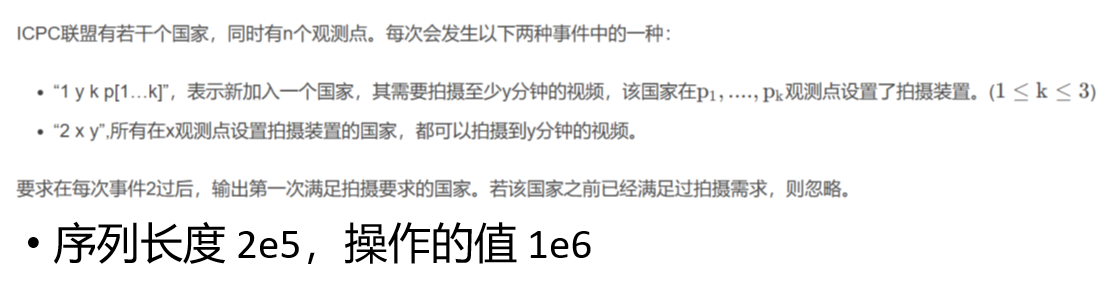 ICPC联盟有若干个国家，同时有n个观测点。每次会发生以下两种事件中的一种：
• “1 y k p[1…k]”，表示新加入一个国家，其需要拍摄至少y分钟的视频，该国家在p₁,....,pₖ观测点设置了拍摄装置。(1 ≤ k ≤ 3)
• “2 x y”,所有在x观测点设置拍摄装置的国家，都可以拍摄到y分钟的视频。
要求在每次事件2过后，输出第一次满足拍摄要求的国家。若该国家之前已经满足过拍摄需求，则忽略。
• 序列长度 2e5，操作的值 1e6